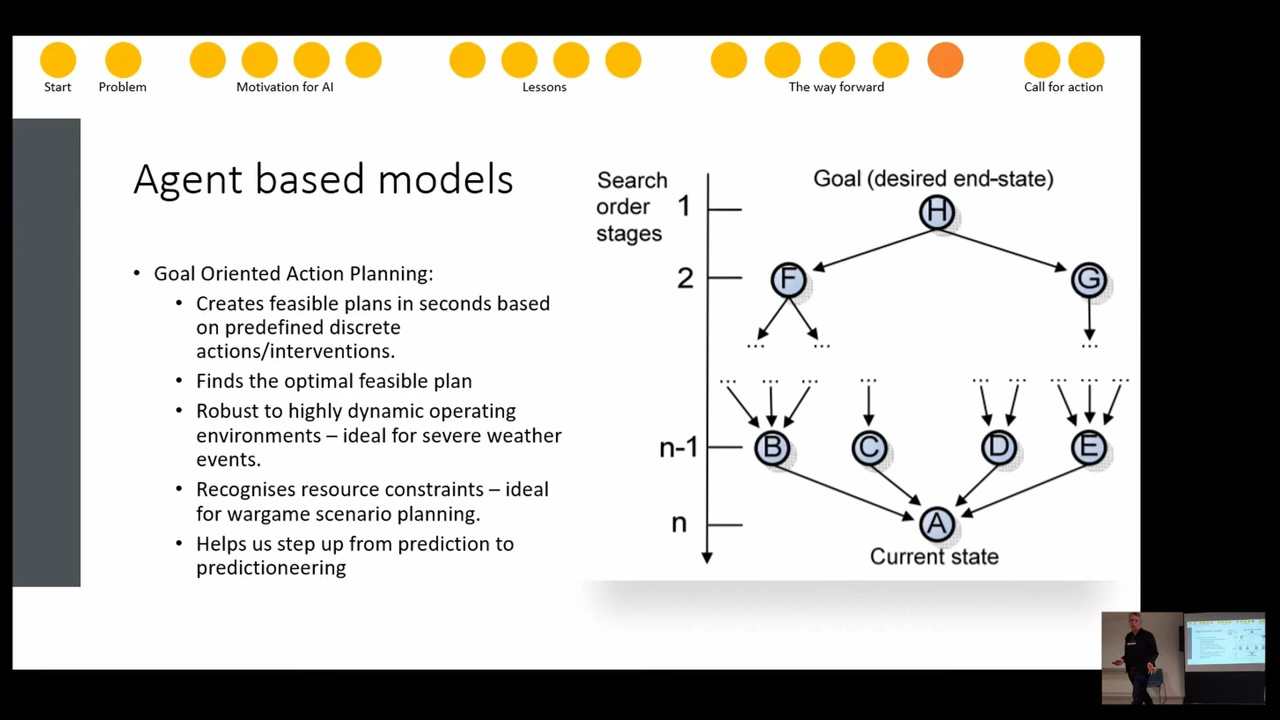 Start
Problem
Motivation for AI
Lessons
The way forward
Call for action
Agent based models
• Goal Oriented Action Planning:
• Creates feasible plans in seconds based
on predefined discrete
actions/interventions.
• Finds the optimal feasible plan
• Robust to highly dynamic operating
environments – ideal for severe weather
events.
• Recognises resource constraints – ideal
for wargame scenario planning.
• Helps us step up from prediction to
predictioneering
Search
order
stages
1
2
n-1
n
Goal (desired end-state)
H
F
G
... ... ...
... ... ... ... ... ... ... ... ...
B
C
D
E
A
Current state